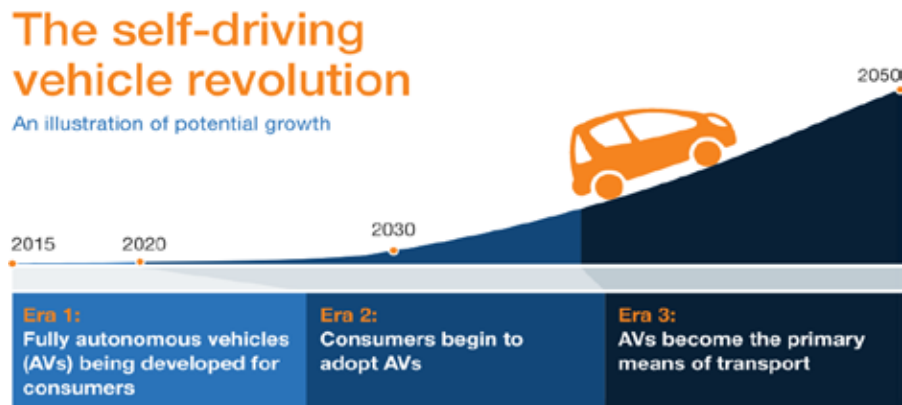 The self-driving
vehicle revolution
An illustration of potential growth
2050
2030
2015
2020
Era 1:
Fully autonomous vehicles
(AVs) being developed for
consumers
Era 2:
Consumers begin to
adopt AVs
Era 3:
AVs become the primary
means of transport